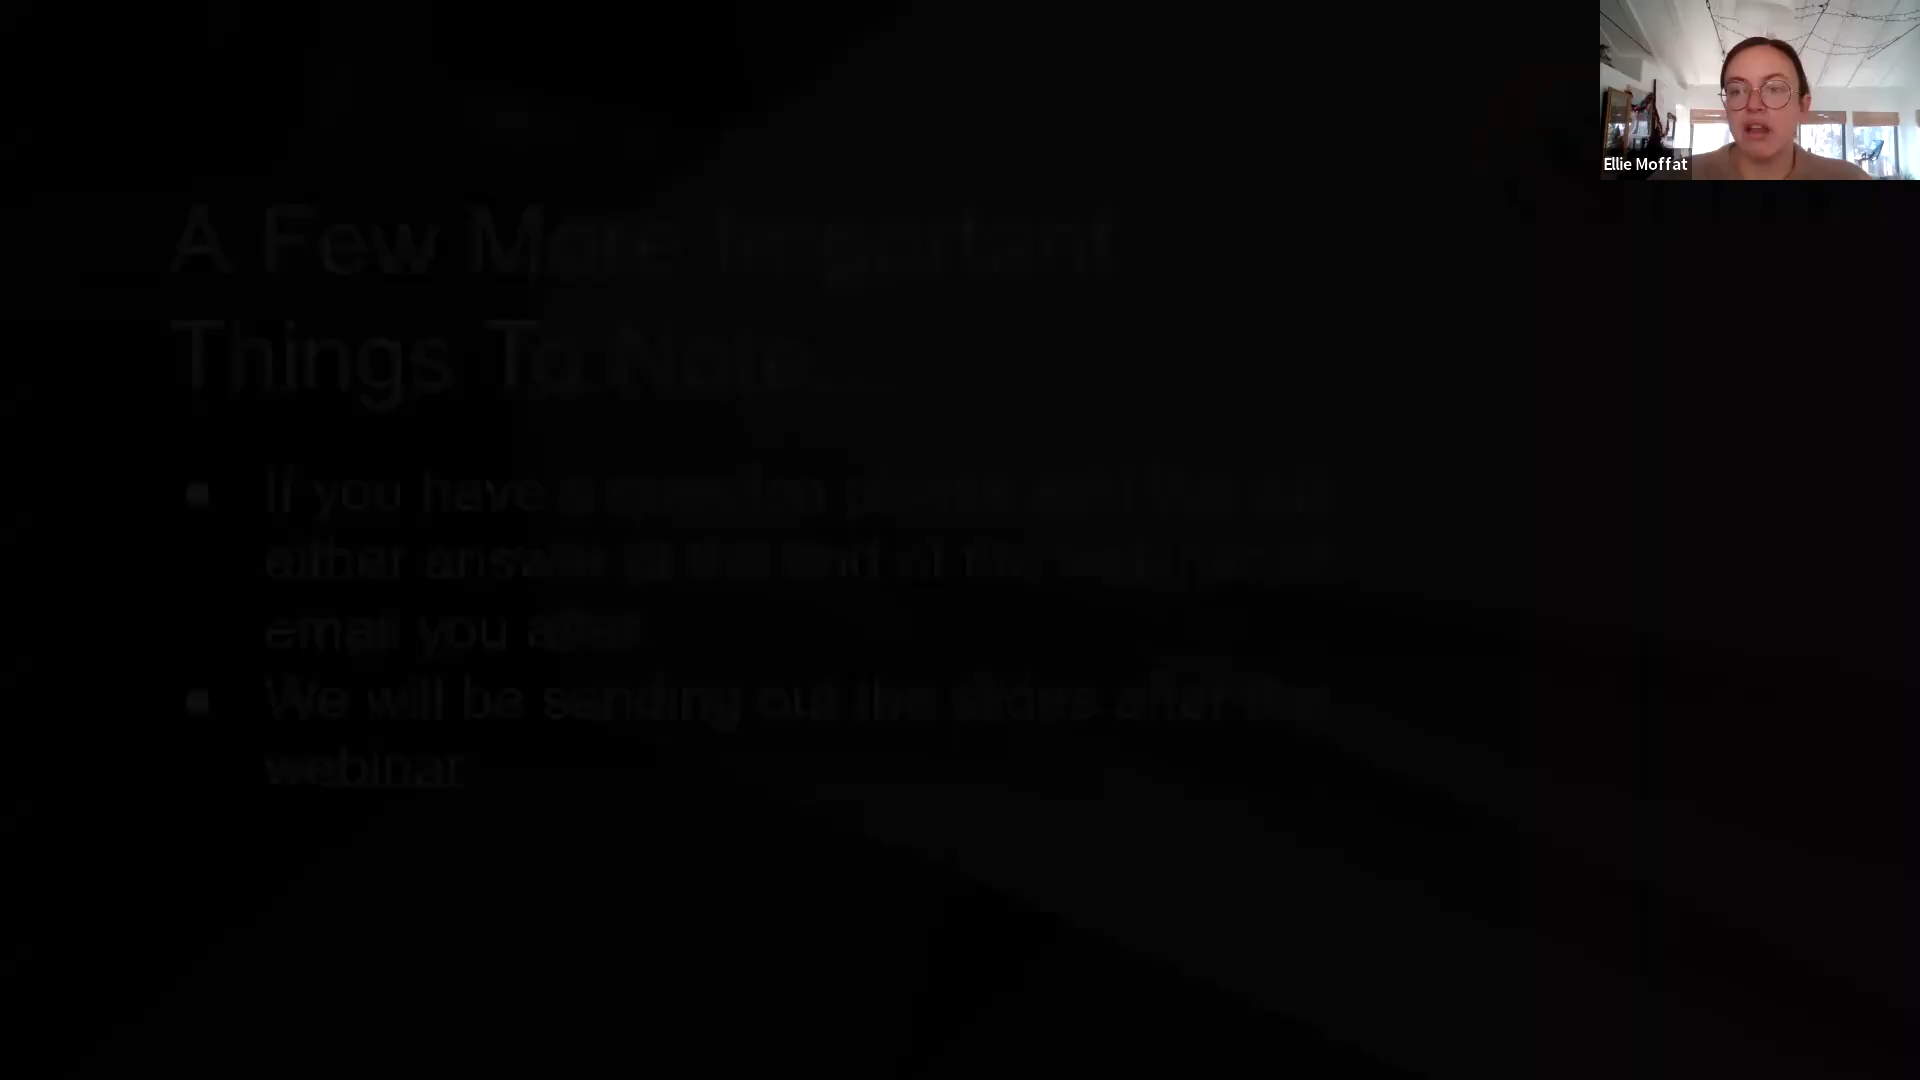 Ellie Moffat
A Few More Important
Things To Note
If you have a question please ask! We will
either answer at the end of the webinar or
email you after
We will be sending out the slides after the
webinar